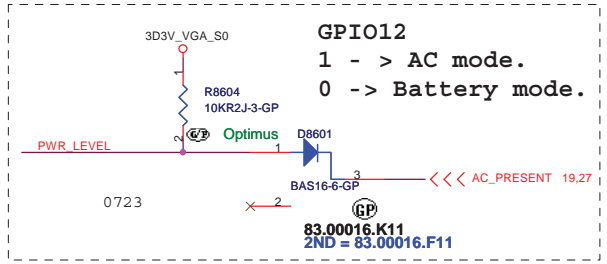 3D3V_VGA_S0
GPIO12
1 - > AC mode.
0 -> Battery mode.
1
R8604
10KR2J-3-GP
2
G/P
Optimus
D8601
PWR_LEVEL
1
BAS16-6-GP
3
AC_PRESENT 19,27
0723
2
GP
83.00016.K11
2ND = 83.00016.F11